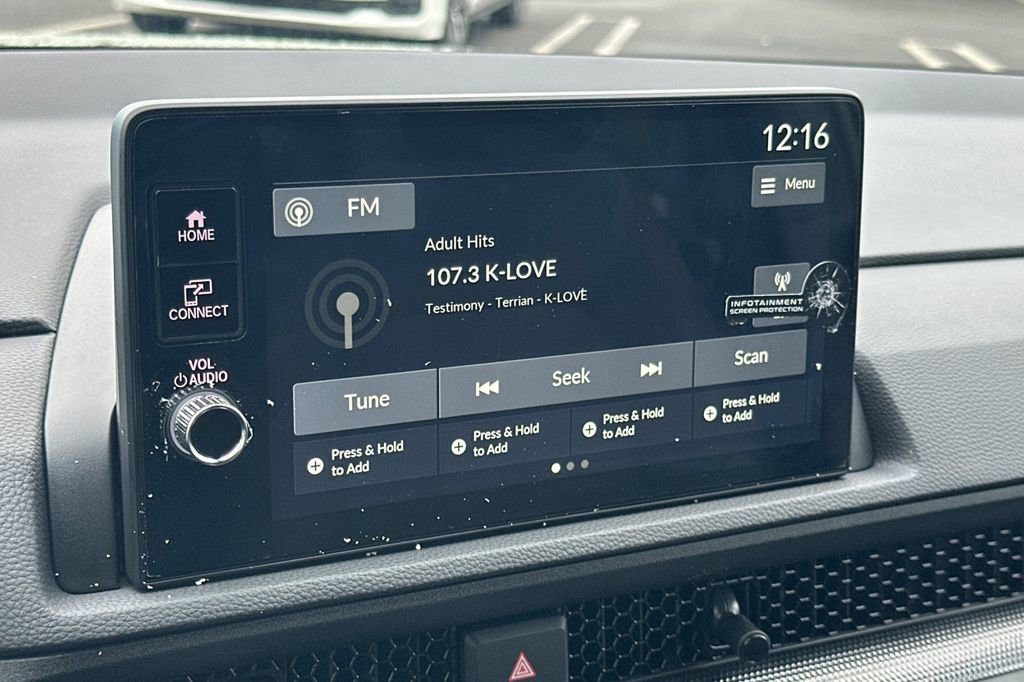 12:16
Menu
FM
HOME
Adult Hits
107.3 K-LOVE
Testimony - Terrian - K-LOVE
CONNECT
INFOTAINMENT
SCREEN PROTECTION
VOL
AUDIO
Tune
Seek
Scan
Press & Hold
to Add
Press & Hold
to Add
Press & Hold
to Add
Press & Hold
to Add